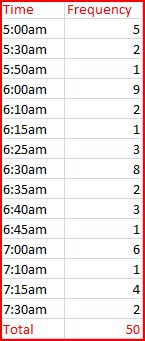 Time Frequency
5:00am 5
5:30am 2
5:50am 1
6:00am 9
6:10am 2
6:15am 1
6:25am 3
6:30am 8
6:35am 2
6:40am 3
6:45am 1
7:00am 6
7:10am 1
7:15am 4
7:30am 2
Total 50